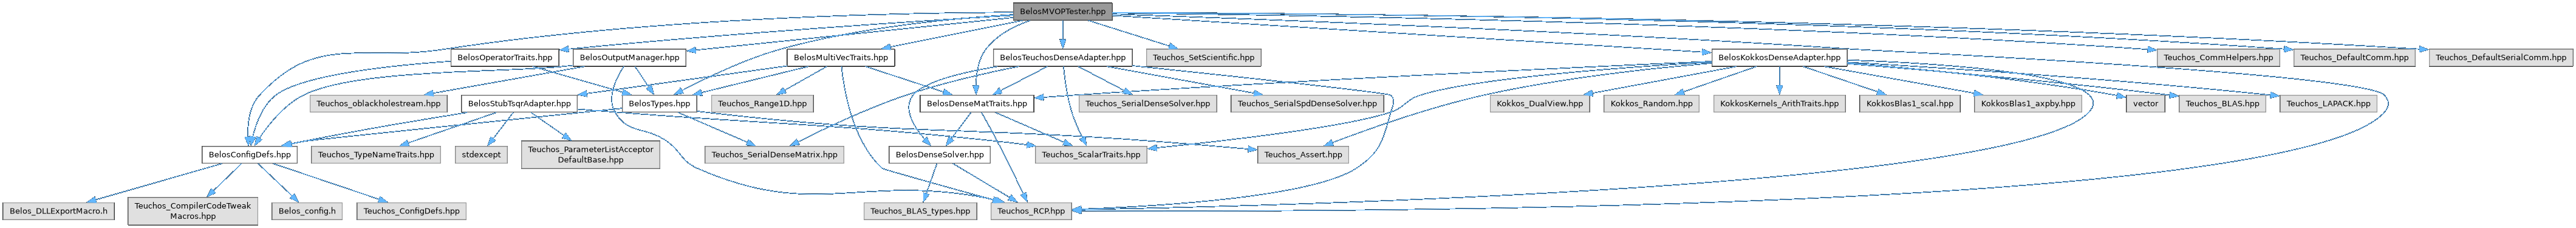 BelosMVOPTester.hpp
BelosOperatorTraits.hpp
BelosOutputManager.hpp
BelosMultiVecTraits.hpp
BelosTeuchosDenseAdapter.hpp
Teuchos_SetScientific.hpp
BelosKokkosDenseAdapter.hpp
Teuchos_CommHelpers.hpp
Teuchos_DefaultComm.hpp
Teuchos_DefaultSerialComm.hpp
Teuchos_oblackholestream.hpp
BelosStubTsqrAdapter.hpp
BelosTypes.hpp
Teuchos_Range1D.hpp
BelosDenseMatTraits.hpp
Teuchos_SerialDenseSolver.hpp
Teuchos_SerialSpdDenseSolver.hpp
Kokkos_DualView.hpp
Kokkos_Random.hpp
KokkosKernels_ArithTraits.hpp
KokkosBlas1_scal.hpp
KokkosBlas1_axpby.hpp
vector
Teuchos_BLAS.hpp
Teuchos_LAPACK.hpp
BelosConfigDefs.hpp
Teuchos_TypeNameTraits.hpp
stdexcept
Teuchos_ParameterListAcceptor
DefaultBase.hpp
Teuchos_SerialDenseMatrix.hpp
BelosDenseSolver.hpp
Teuchos_ScalarTraits.hpp
Teuchos_Assert.hpp
Belos_DLLExportMacro.h
Teuchos_CompilerCodeTweak
Macros.hpp
Belos_config.h
Teuchos_ConfigDefs.hpp
Teuchos_BLAS_types.hpp
Teuchos_RCP.hpp